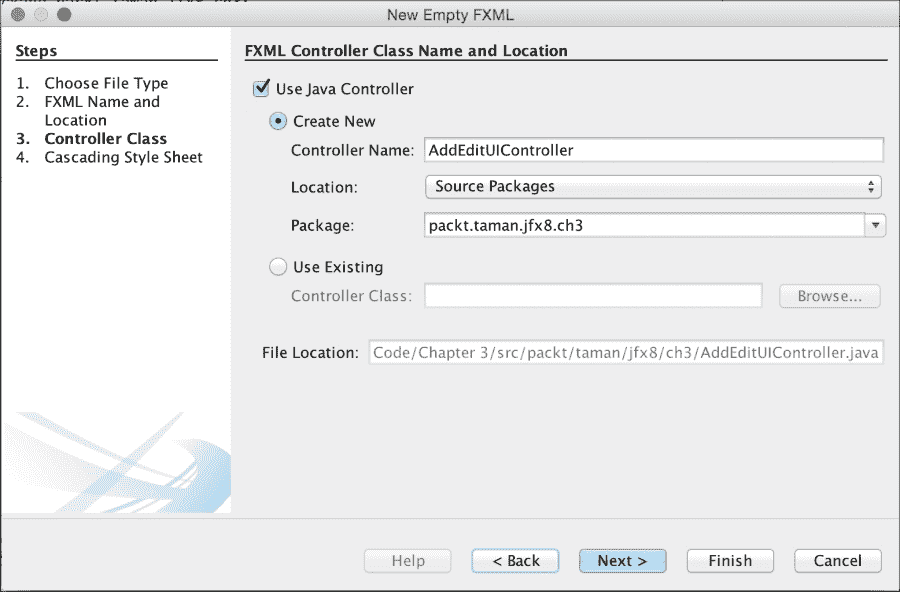 New Empty FXML
Steps
1. Choose File Type
2. FXML Name and
Location
3. Controller Class
4. Cascading Style Sheet
FXML Controller Class Name and Location
Use Java Controller
Create New
Controller Name: AddEditUIController
Location: Source Packages
Package: packt.taman.jfx8.ch3
Use Existing
Controller Class:
Browse...
File Location: Code/Chapter 3/src/packt/taman/jfx8/ch3/AddEditUIController.java
Help
< Back
Next >
Finish
Cancel